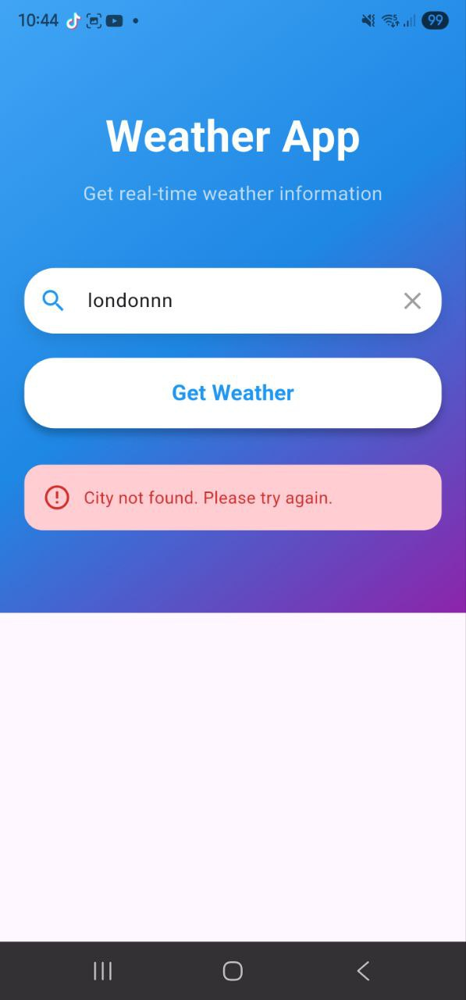 10:44
99
Weather App
Get real-time weather information
londonnn
Get Weather
City not found. Please try again.